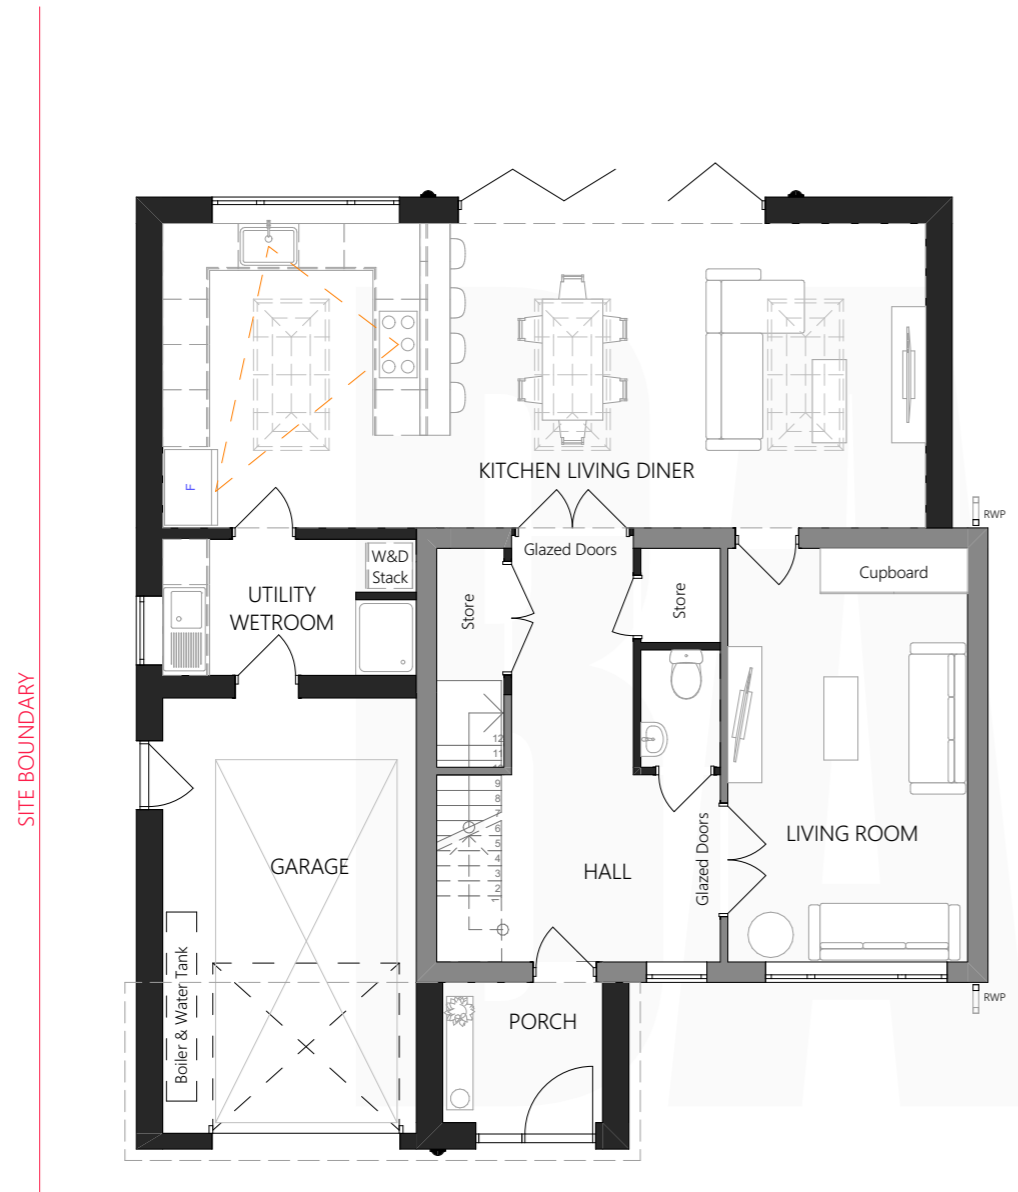 KITCHEN LIVING DINER
F
RWP
Glazed Doors
W&D
Stack
Cupboard
UTILITY
WETROOM
Store
Store
SITE BOUNDARY
12
11
9
8
7
6
5
4
3
2
1
LIVING ROOM
Glazed Doors
GARAGE
HALL
Boiler & Water Tank
RWP
PORCH